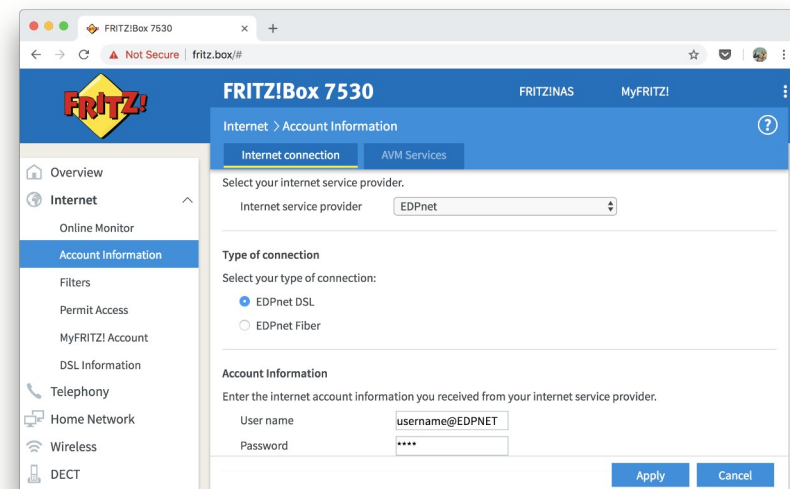 FRITZ!Box 7530
Not Secure fritz.box/#
FRITZ!
FRITZ!Box 7530 FRITZ!NAS MyFRITZ!
Internet > Account Information
Internet connection AVM Services
Overview
Internet
Online Monitor
Account Information
Filters
Permit Access
MyFRITZ! Account
DSL Information
Telephony
Home Network
Wireless
DECT
Select your internet service provider.
Internet service provider EDPnet
Type of connection
Select your type of connection:
EDPnet DSL
EDPnet Fiber
Account Information
Enter the internet account information you received from your internet service provider.
User name username@EDPNET
Password ****
Apply Cancel